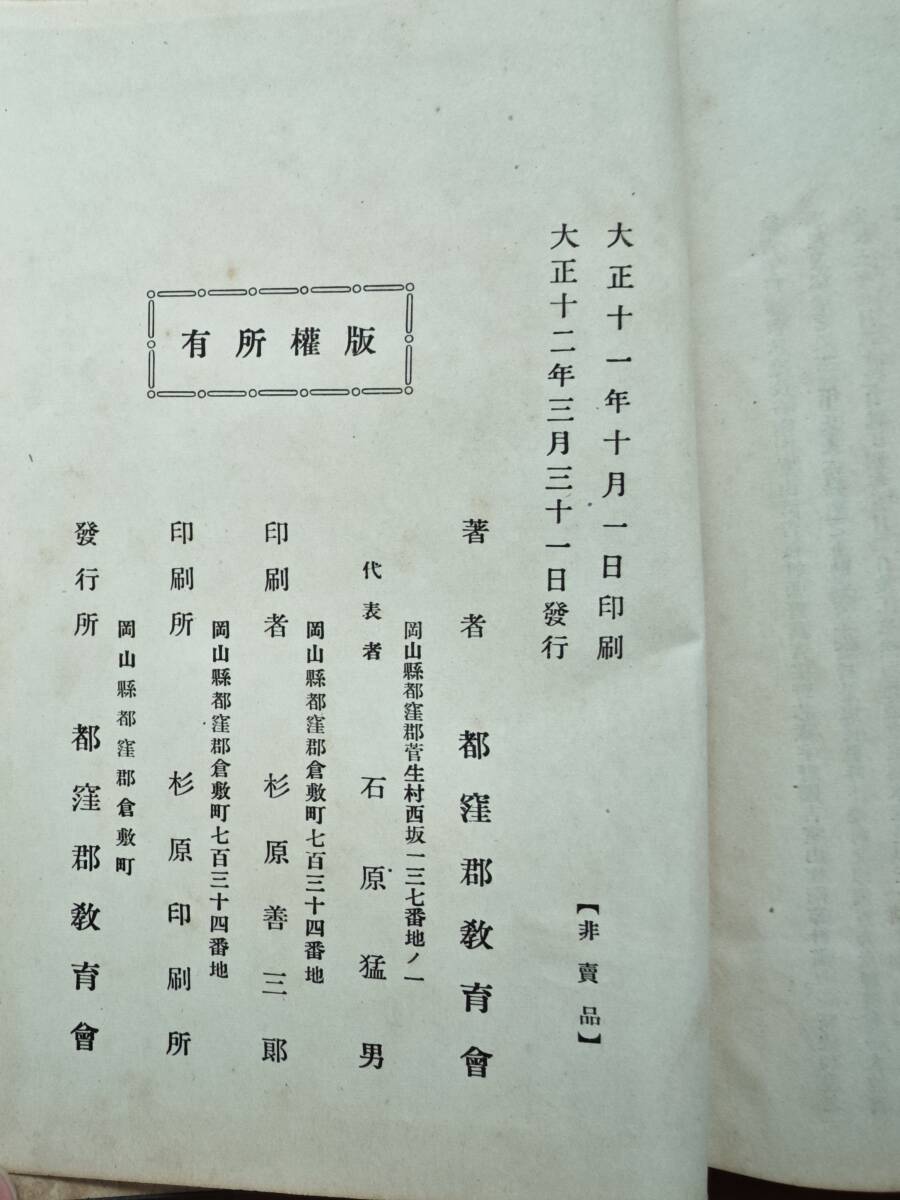 大正十一年十月一日印刷
大正十二年三月三十一日發行
【非賣品】
著者 都窪郡敎育會
岡山縣都窪郡菅生村西坂一二三七番地ノ一
代表者 石原猛男
岡山縣都窪郡倉敷町七百三十四番地
印刷者 杉原善三郎
岡山縣都窪郡倉敷町七百三十四番地
印刷所 杉原印刷所
岡山縣都窪郡倉敷町
發行所 都窪郡敎育會
版權所有